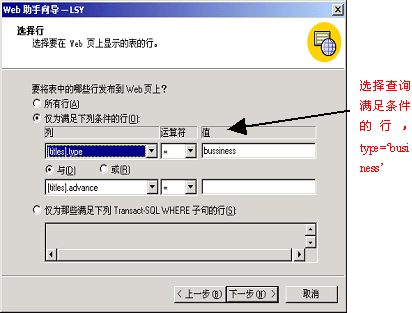 Web 助手向导 — LSY
选择行
选择要在 Web 页上显示的表的行。
要将表中的哪些行发布到 Web 页上?
所有行(A)
仅为满足下列条件的行(O):
列 运算符 值
[titles].type = bussiness
与(D) 或(R)
[titles].advance =
仅为那些满足下列 Transact-SQL WHERE 子句的行(S):
< 上一步(B) 下一步(N) > 取消
选择查询
满足条件
的行，
type=‘busi
ness’